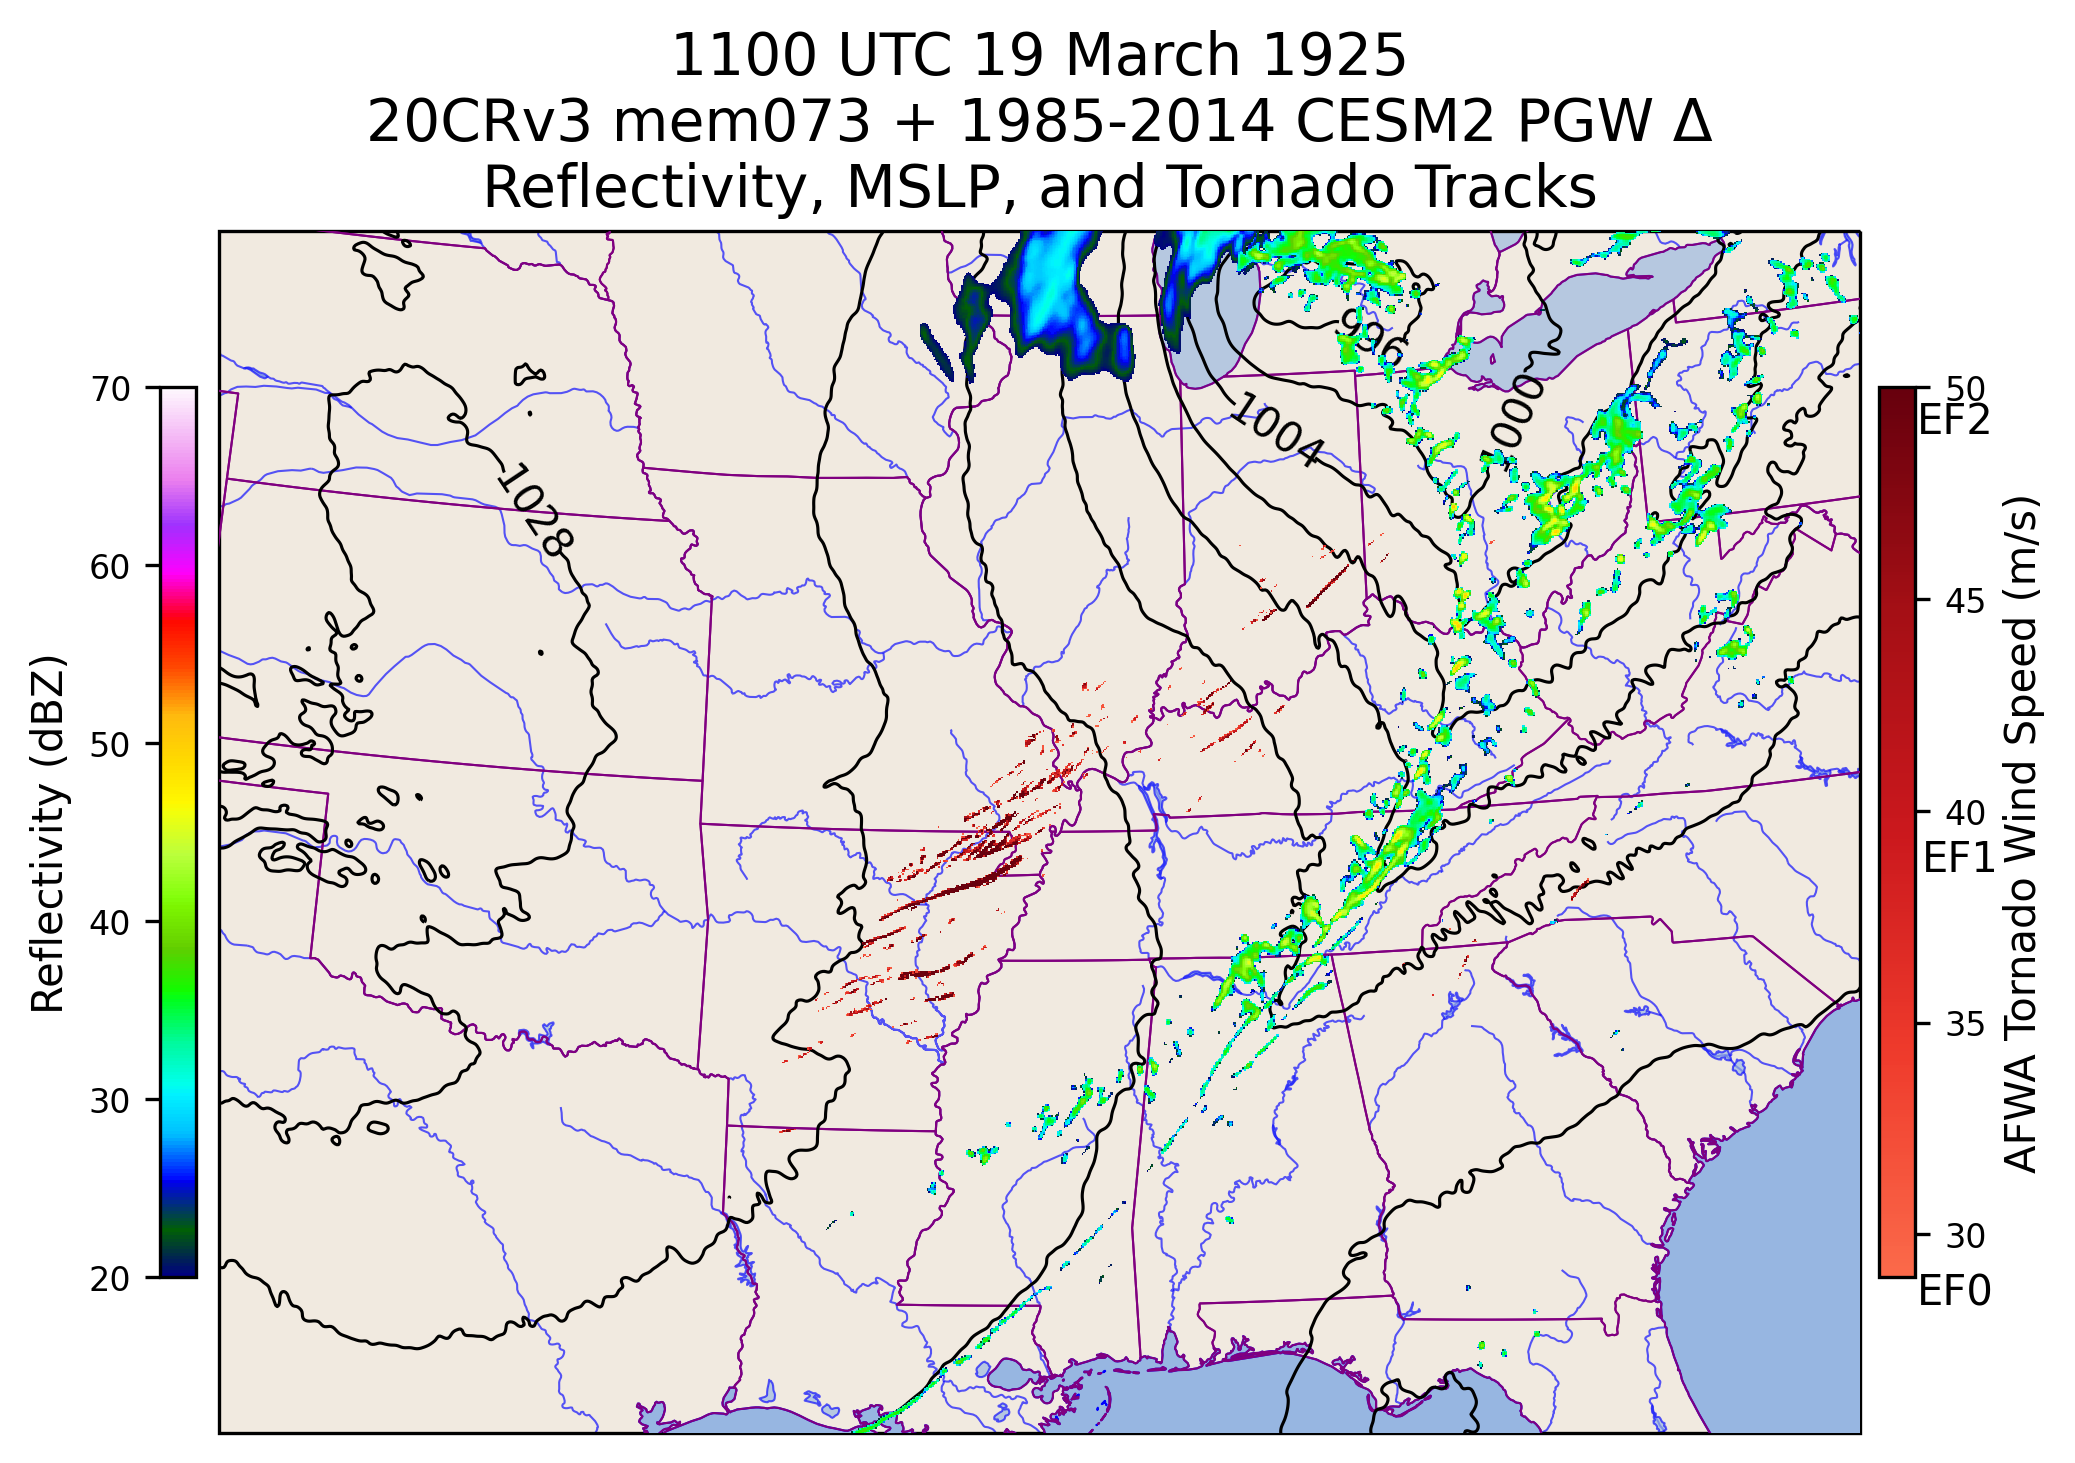 1100 UTC 19 March 1925
20CRv3 mem073 + 1985-2014 CESM2 PGW Δ
Reflectivity, MSLP, and Tornado Tracks
Reflectivity (dBZ)
70
60
50
40
30
20
1028
1004
996
1000
50
EF2
45
40
EF1
35
30
EF0
AFWA Tornado Wind Speed (m/s)